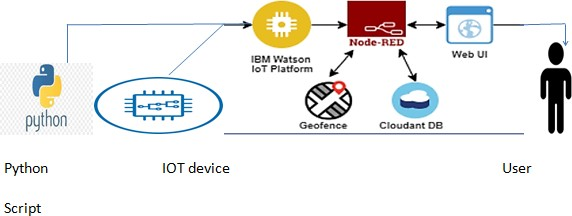 Node-RED
IBM Watson
IoT Platform
Web UI
python
Geofence
Cloudant DB
Python
IOT device
User
Script